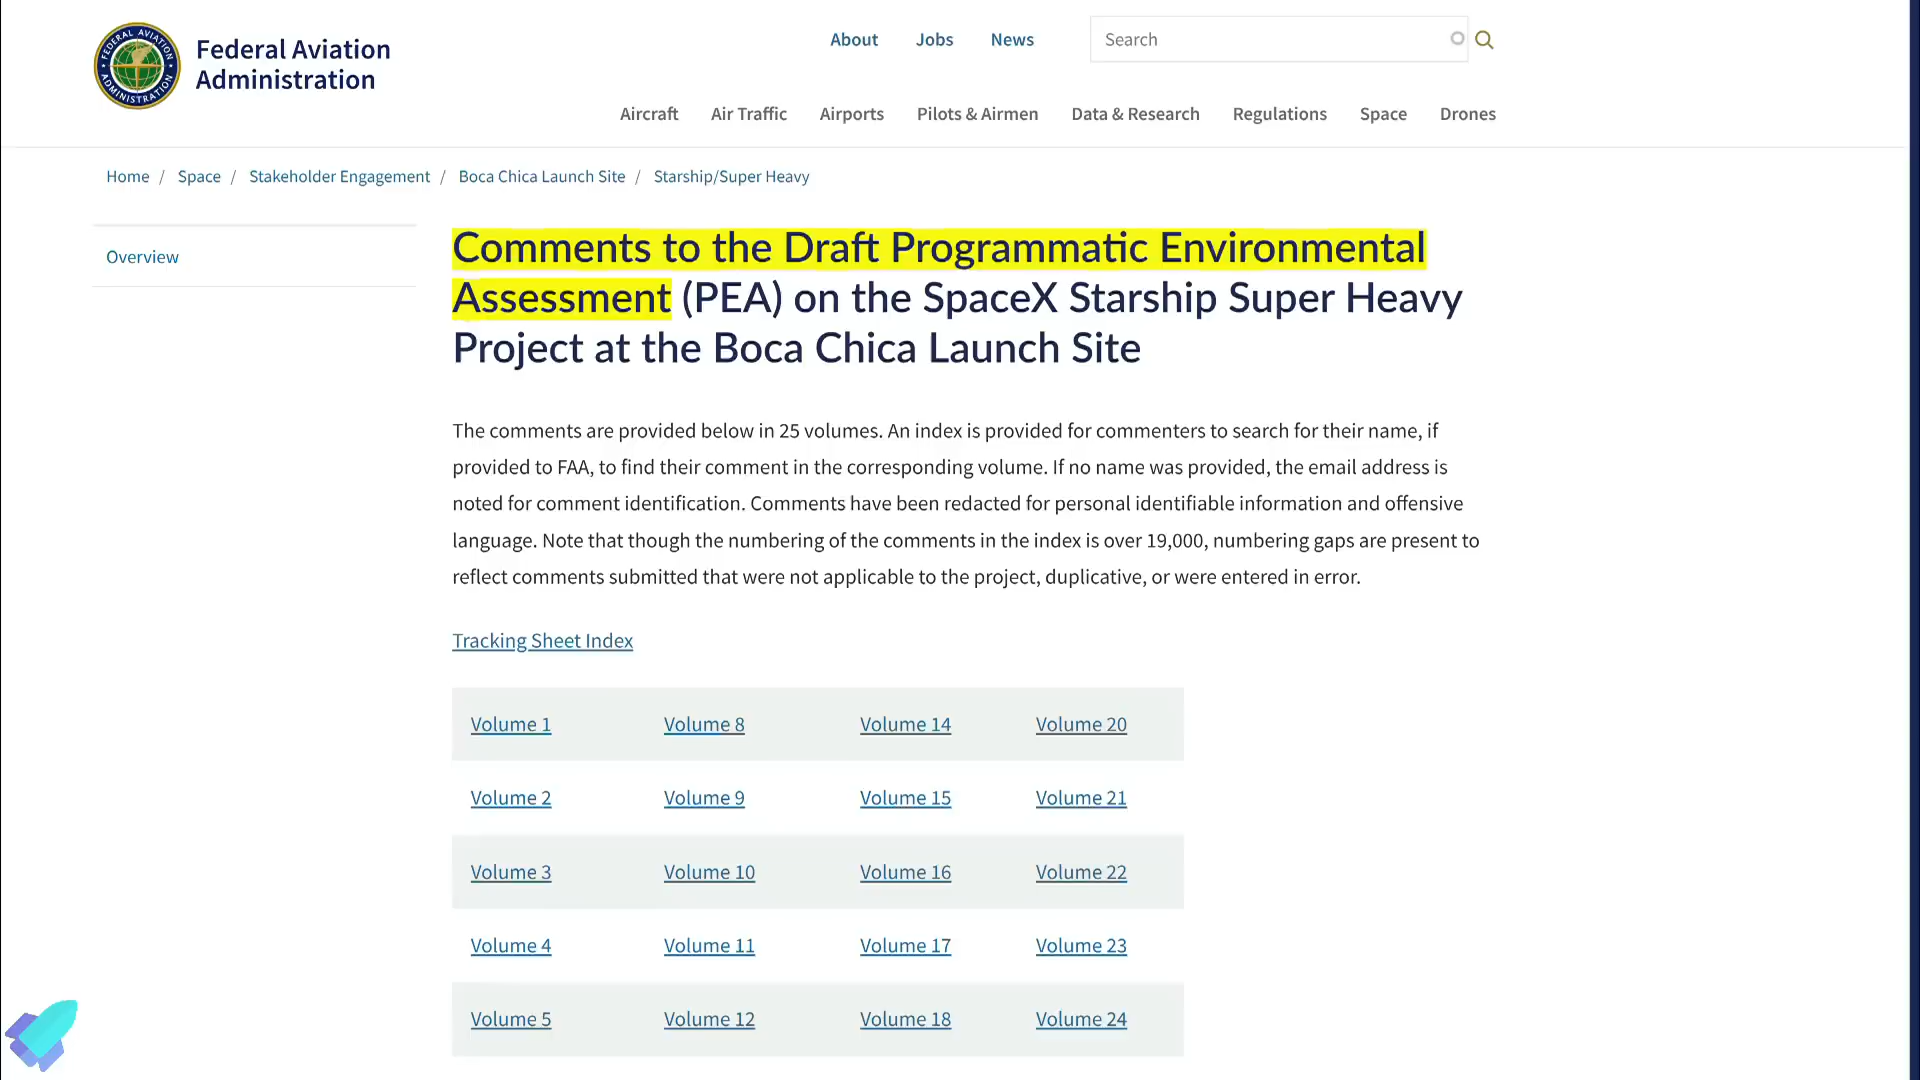 FEDERAL AVIATION ADMINISTRATION
Federal Aviation
Administration
About Jobs News Search
Aircraft Air Traffic Airports Pilots & Airmen Data & Research Regulations Space Drones
Home / Space / Stakeholder Engagement / Boca Chica Launch Site / Starship/Super Heavy
Overview
Comments to the Draft Programmatic Environmental
Assessment (PEA) on the SpaceX Starship Super Heavy
Project at the Boca Chica Launch Site
The comments are provided below in 25 volumes. An index is provided for commenters to search for their name, if
provided to FAA, to find their comment in the corresponding volume. If no name was provided, the email address is
noted for comment identification. Comments have been redacted for personal identifiable information and offensive
language. Note that though the numbering of the comments in the index is over 19,000, numbering gaps are present to
reflect comments submitted that were not applicable to the project, duplicative, or were entered in error.
Tracking Sheet Index
Volume 1 Volume 8 Volume 14 Volume 20
Volume 2 Volume 9 Volume 15 Volume 21
Volume 3 Volume 10 Volume 16 Volume 22
Volume 4 Volume 11 Volume 17 Volume 23
Volume 5 Volume 12 Volume 18 Volume 24